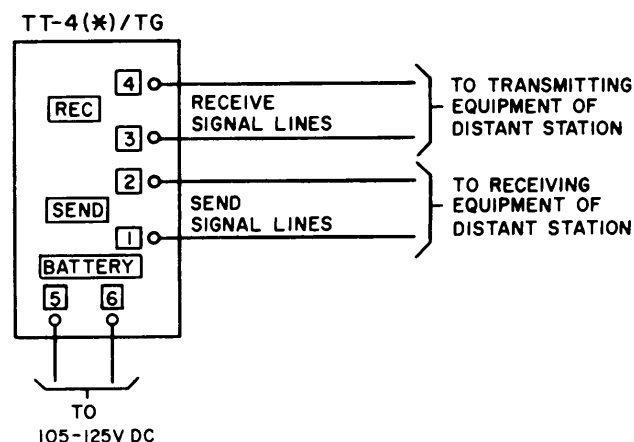 TT-4(*)/TG
4
REC
RECEIVE
SIGNAL LINES
3
TO TRANSMITTING
EQUIPMENT OF
DISTANT STATION
2
SEND
SEND
SIGNAL LINES
1
TO RECEIVING
EQUIPMENT OF
DISTANT STATION
BATTERY
5 6
TO
105-125V DC